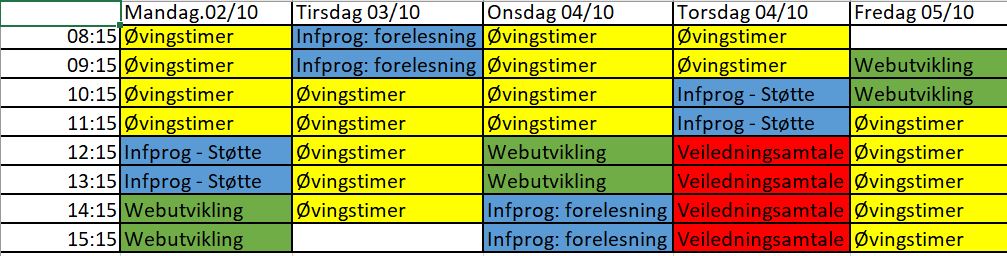 Mandag.02/10 Tirsdag 03/10 Onsdag 04/10 Torsdag 04/10 Fredag 05/10
08:15 Øvingstimer Infprog: forelesning Øvingstimer Øvingstimer
09:15 Øvingstimer Infprog: forelesning Øvingstimer Øvingstimer Webutvikling
10:15 Øvingstimer Øvingstimer Øvingstimer Infprog - Støtte Webutvikling
11:15 Øvingstimer Øvingstimer Øvingstimer Infprog - Støtte Øvingstimer
12:15 Infprog - Støtte Øvingstimer Webutvikling Veiledningsamtale Øvingstimer
13:15 Infprog - Støtte Øvingstimer Webutvikling Veiledningsamtale Øvingstimer
14:15 Webutvikling Øvingstimer Infprog: forelesning Veiledningsamtale Øvingstimer
15:15 Webutvikling Infprog: forelesning Veiledningsamtale Øvingstimer